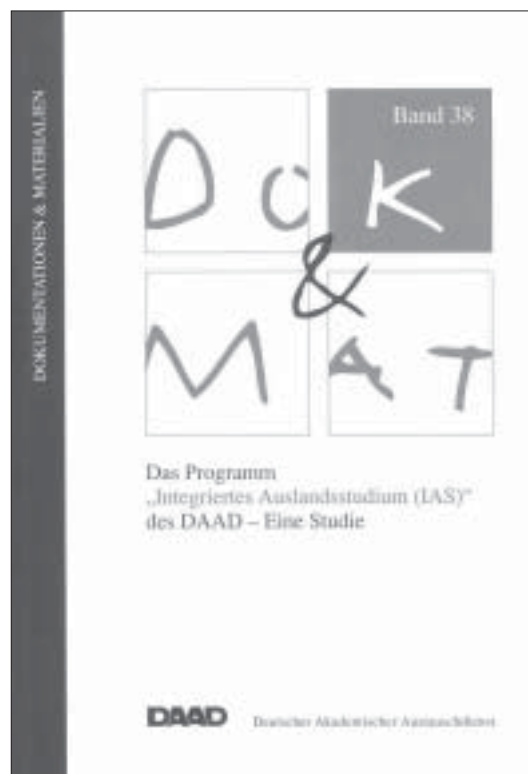 DOKUMENTATIONEN & MATERIALIEN
Band 38
DOK
&
MAT
Das Programm
„Integriertes Auslandsstudium (IAS)“
des DAAD – Eine Studie
DAAD Deutscher Akademischer Austauschdienst